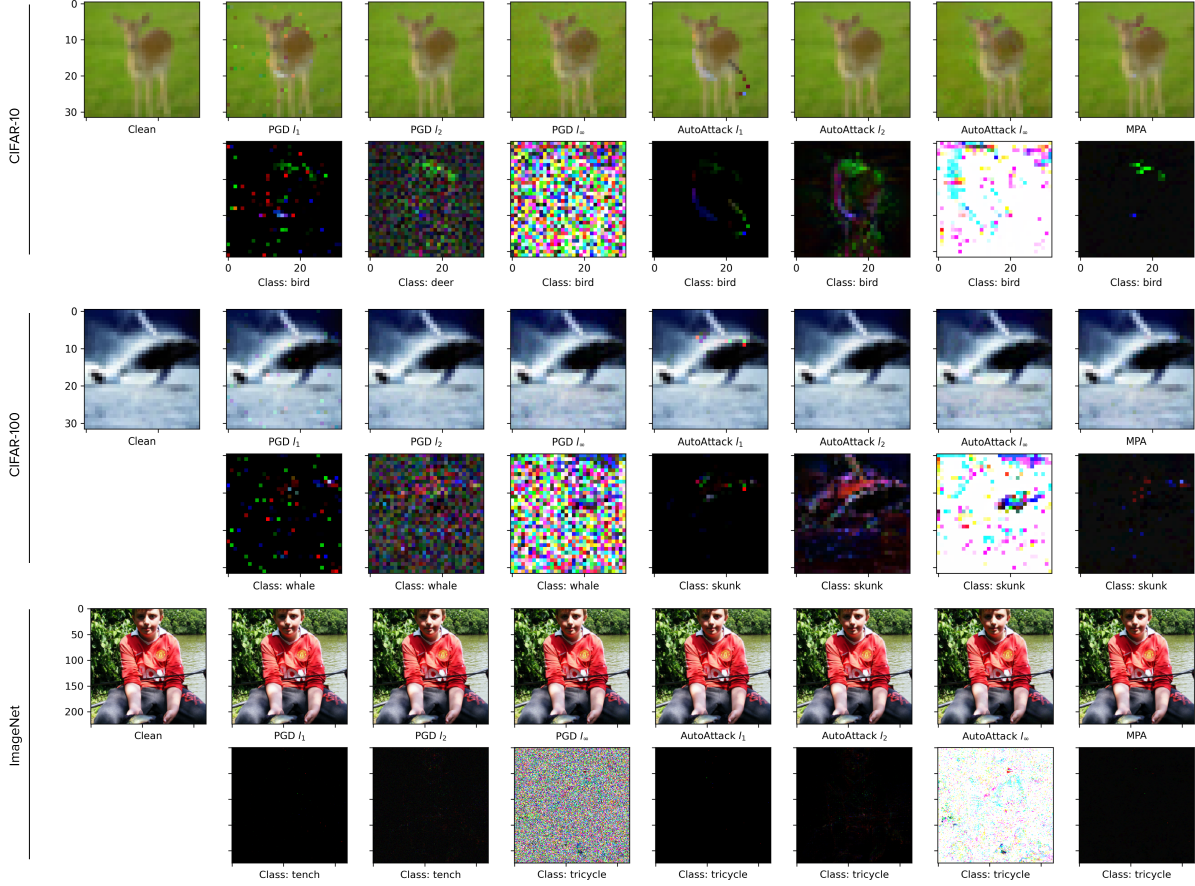 CIFAR-10
0
10
20
30
Clean
PGD l₁
PGD l₂
PGD l∞
AutoAttack l₁
AutoAttack l₂
AutoAttack l∞
MPA
0 20 0 20 0 20 0 20 0 20 0 20 0 20
Class: bird
Class: deer
Class: bird
Class: bird
Class: bird
Class: bird
Class: bird
CIFAR-100
0
10
20
30
Clean
PGD l₁
PGD l₂
PGD l∞
AutoAttack l₁
AutoAttack l₂
AutoAttack l∞
MPA
Class: whale
Class: whale
Class: whale
Class: skunk
Class: skunk
Class: skunk
Class: skunk
ImageNet
0
50
100
150
200
Clean
PGD l₁
PGD l₂
PGD l∞
AutoAttack l₁
AutoAttack l₂
AutoAttack l∞
MPA
Class: tench
Class: tench
Class: tricycle
Class: tricycle
Class: tricycle
Class: tricycle
Class: tricycle